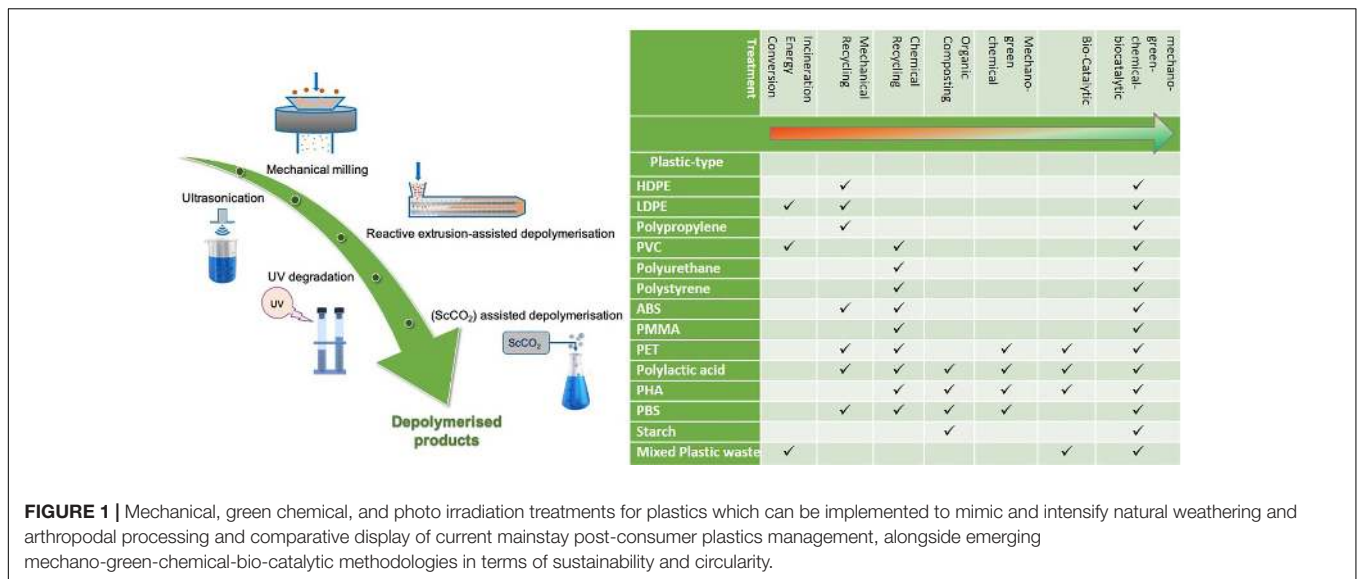 Mechanical milling
Ultrasonication
Reactive extrusion-assisted depolymerisation
UV degradation
UV
(ScCO₂) assisted depolymerisation
ScCO₂
Depolymerised
products
Treatment
Incineration
Energy
Conversion
Mechanical
Recycling
Chemical
Recycling
Organic
Composting
Mechano-
green
chemical
Bio-Catalytic
mechano-
green-
chemical-
biocatalytic
Plastic-type
HDPE ✓ ✓
LDPE ✓ ✓ ✓
Polypropylene ✓ ✓
PVC ✓ ✓ ✓
Polyurethane ✓ ✓
Polystyrene ✓ ✓
ABS ✓ ✓ ✓
PMMA ✓ ✓
PET ✓ ✓ ✓ ✓ ✓
Polylactic acid ✓ ✓ ✓ ✓ ✓ ✓
PHA ✓ ✓ ✓ ✓ ✓
PBS ✓ ✓ ✓ ✓ ✓
Starch ✓ ✓
Mixed Plastic waste ✓ ✓ ✓
FIGURE 1 | Mechanical, green chemical, and photo irradiation treatments for plastics which can be implemented to mimic and intensify natural weathering and
arthropodal processing and comparative display of current mainstay post-consumer plastics management, alongside emerging
mechano-green-chemical-bio-catalytic methodologies in terms of sustainability and circularity.